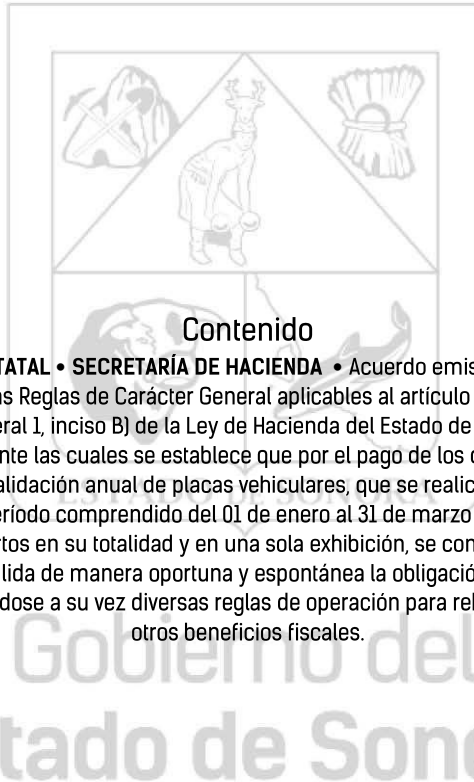 Contenido
TATAL • SECRETARÍA DE HACIENDA • Acuerdo emis
as Reglas de Carácter General aplicables al artículo
eral 1, inciso B) de la Ley de Hacienda del Estado de
nte las cuales se establece que por el pago de los d
alidación anual de placas vehiculares, que se realic
eríodo comprendido del 01 de enero al 31 de marzo
rtos en su totalidad y en una sola exhibición, se con
lida de manera oportuna y espontánea la obligació
dose a su vez diversas reglas de operación para rel
otros beneficios fiscales.
ESTADO DE SONORA
Gobierno del
tado de Sono